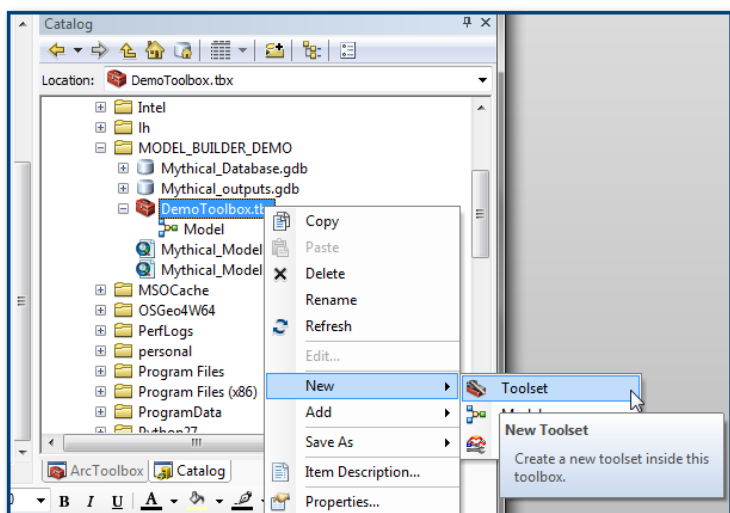 Catalog
Location: DemoToolbox.tbx
Intel
lh
MODEL_BUILDER_DEMO
Mythical_Database.gdb
Mythical_outputs.gdb
DemoToolbox.tb
Model
Mythical_Model
Mythical_Model
MSOCache
OSGeo4W64
PerfLogs
personal
Program Files
Program Files (x86)
ProgramData
Python27
Copy
Paste
Delete
Rename
Refresh
Edit...
New
Add
Save As
Item Description...
Properties...
Toolset
New Toolset
Create a new toolset inside this
toolbox.
ArcToolbox Catalog
B I U A